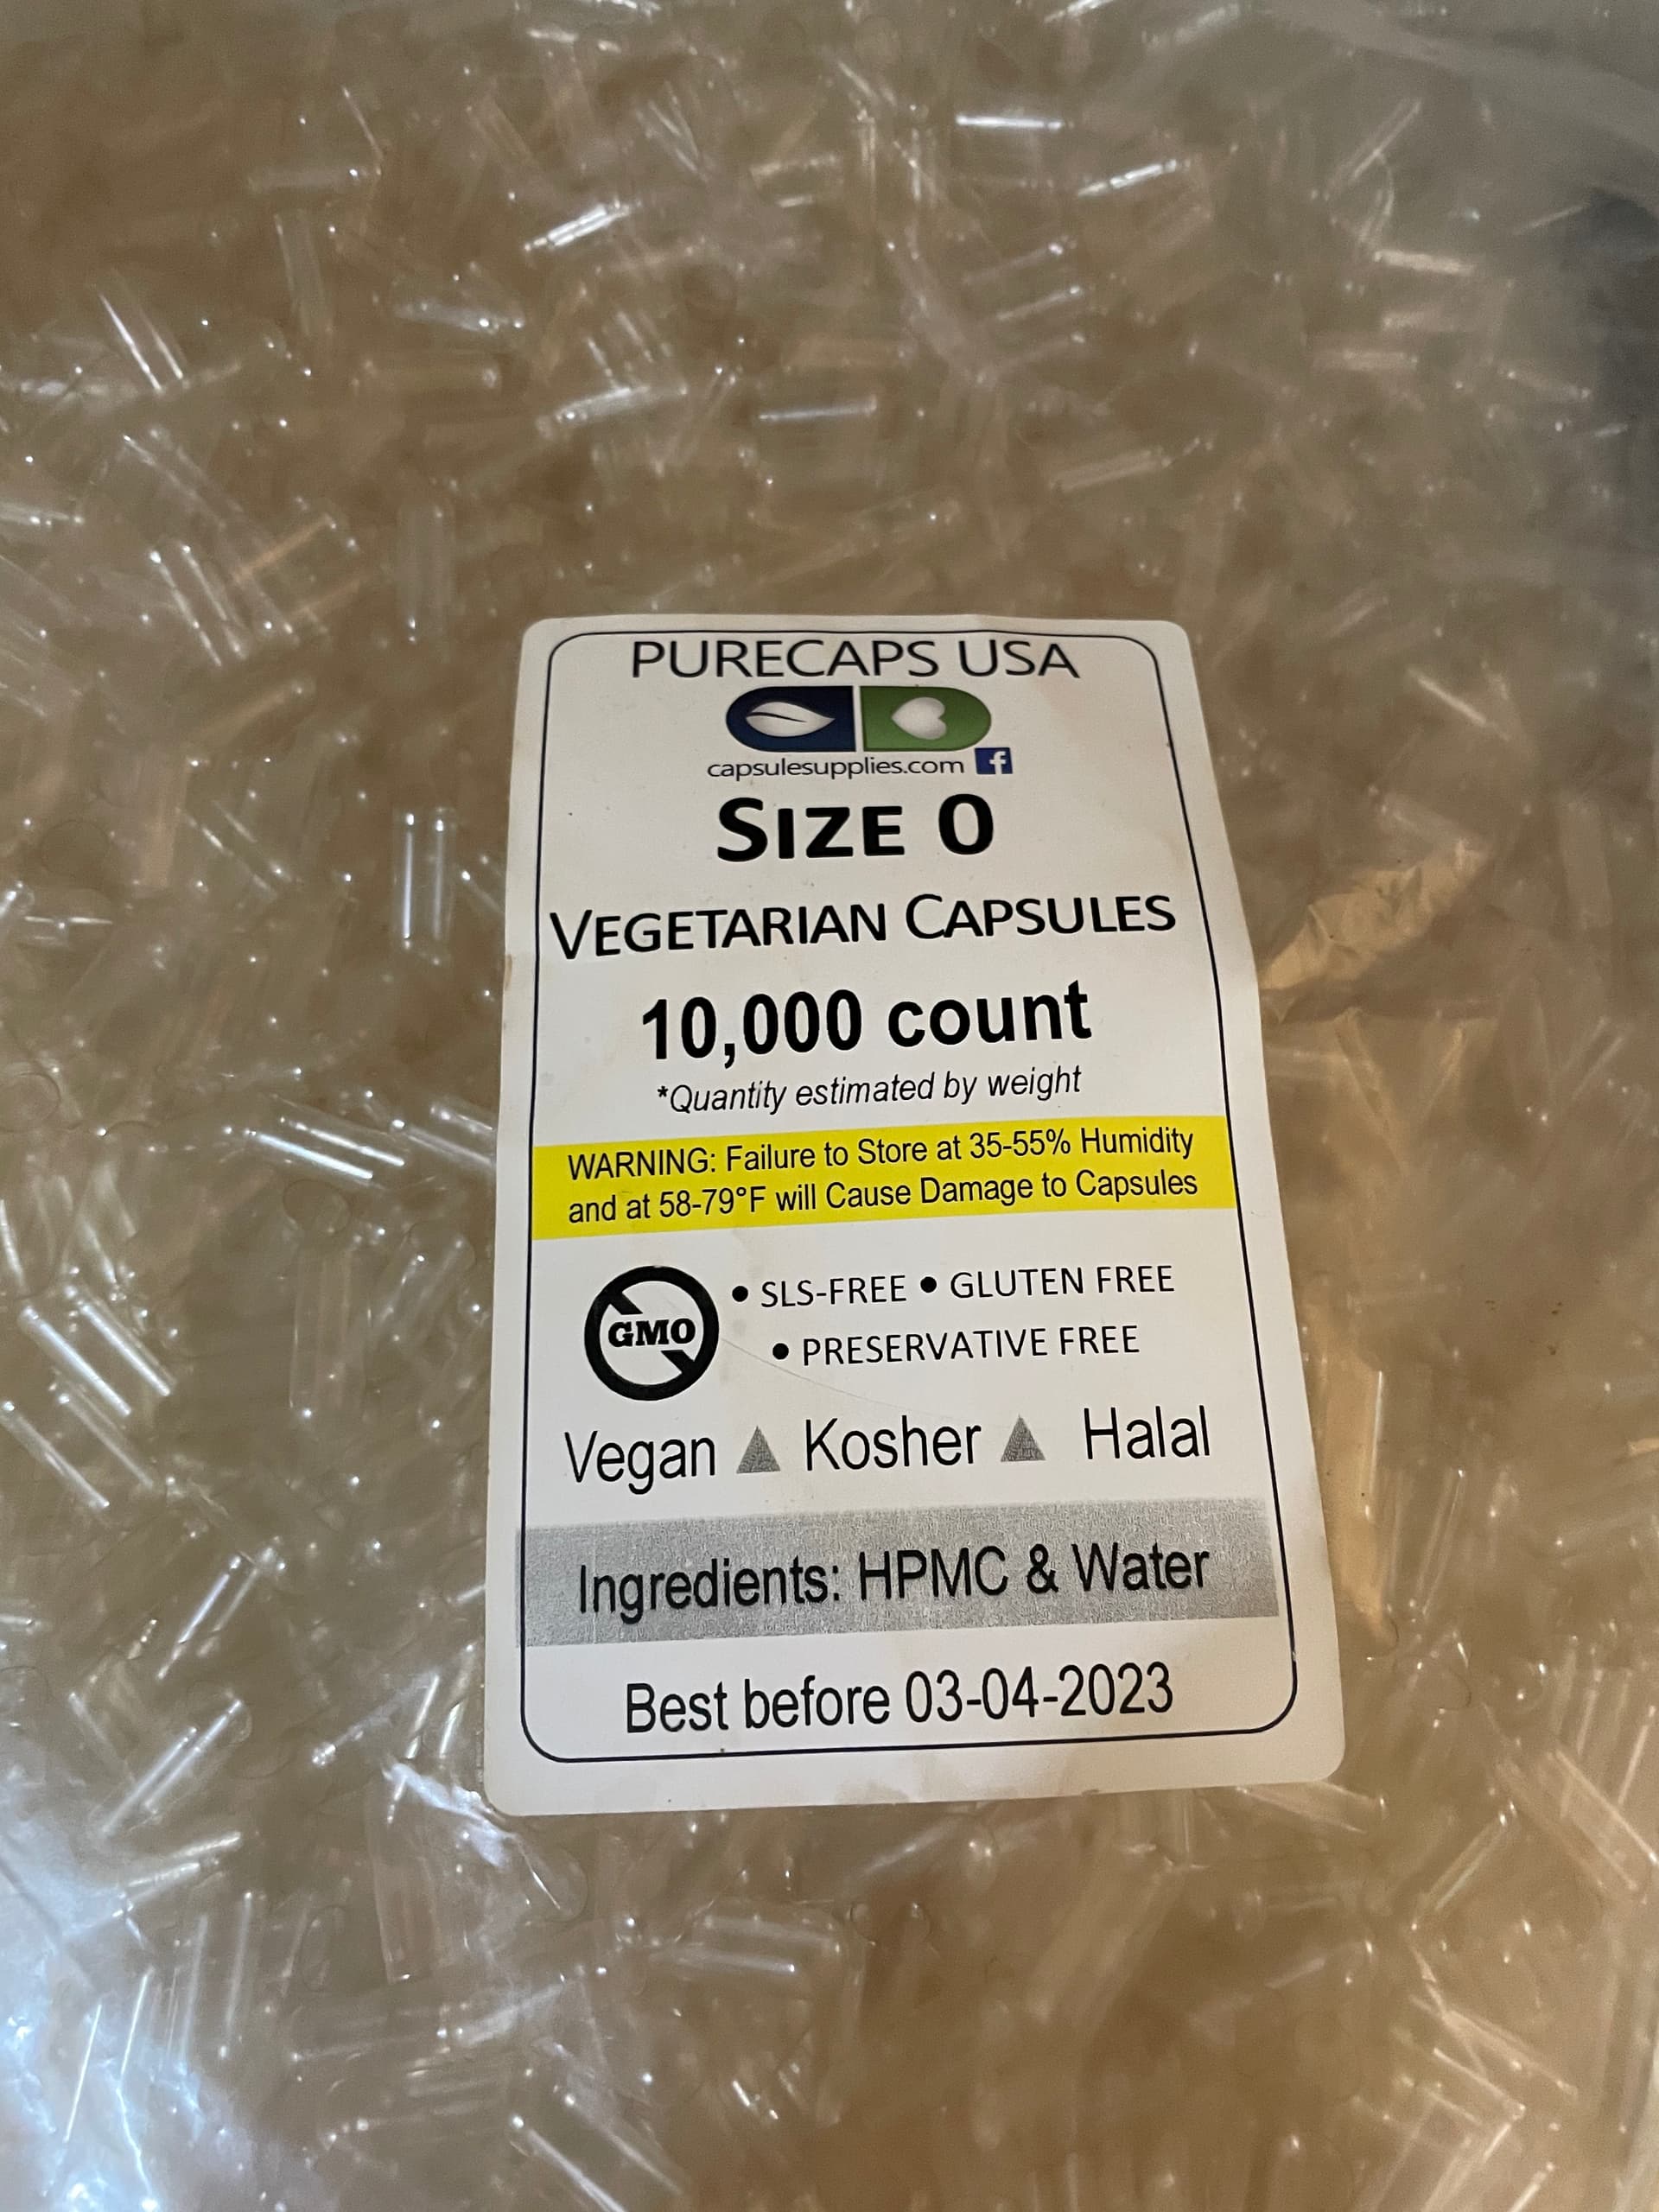 PURECAPS USA
capsulesupplies.com f
SIZE 0
VEGETARIAN CAPSULES
10,000 count
*Quantity estimated by weight
WARNING: Failure to Store at 35-55% Humidity
and at 58-79°F will Cause Damage to Capsules
GMO
• SLS-FREE • GLUTEN FREE
• PRESERVATIVE FREE
Vegan ▲ Kosher ▲ Halal
Ingredients: HPMC & Water
Best before 03-04-2023